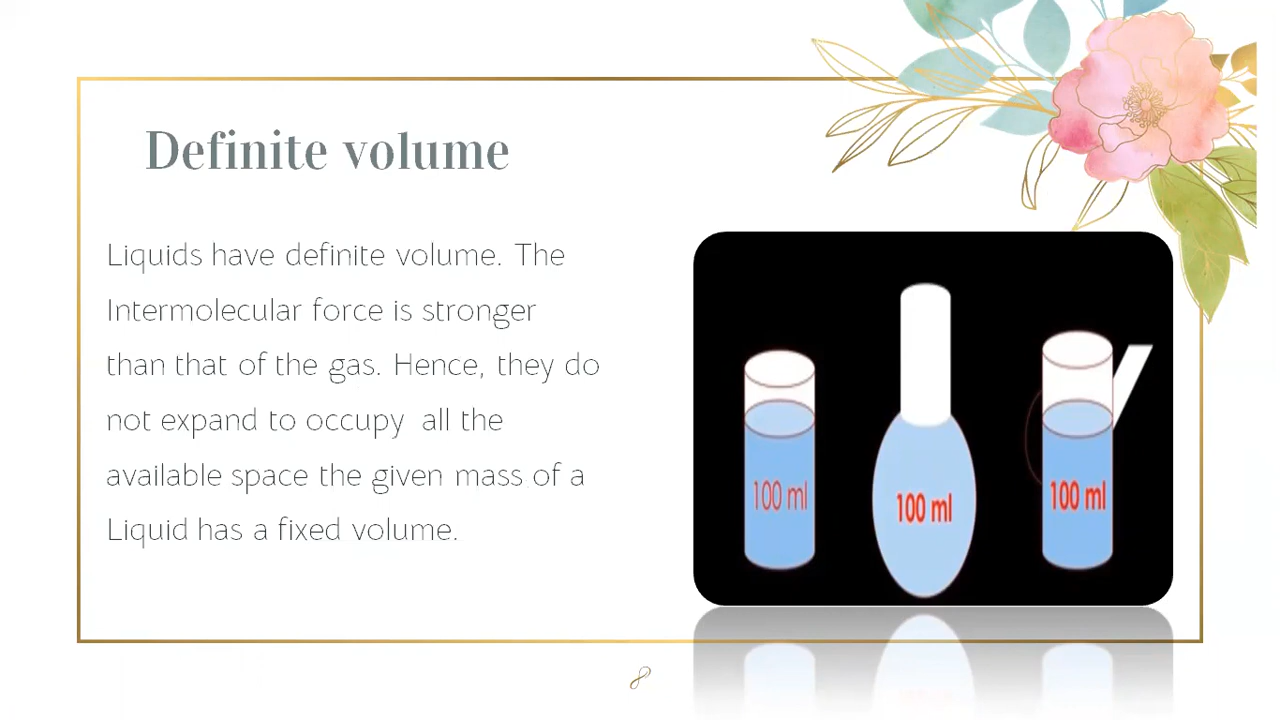 Definite volume
Liquids have definite volume. The
Intermolecular force is stronger
than that of the gas. Hence, they do
not expand to occupy all the
available space the given mass of a
Liquid has a fixed volume.
100 ml
100 ml
100 ml
8